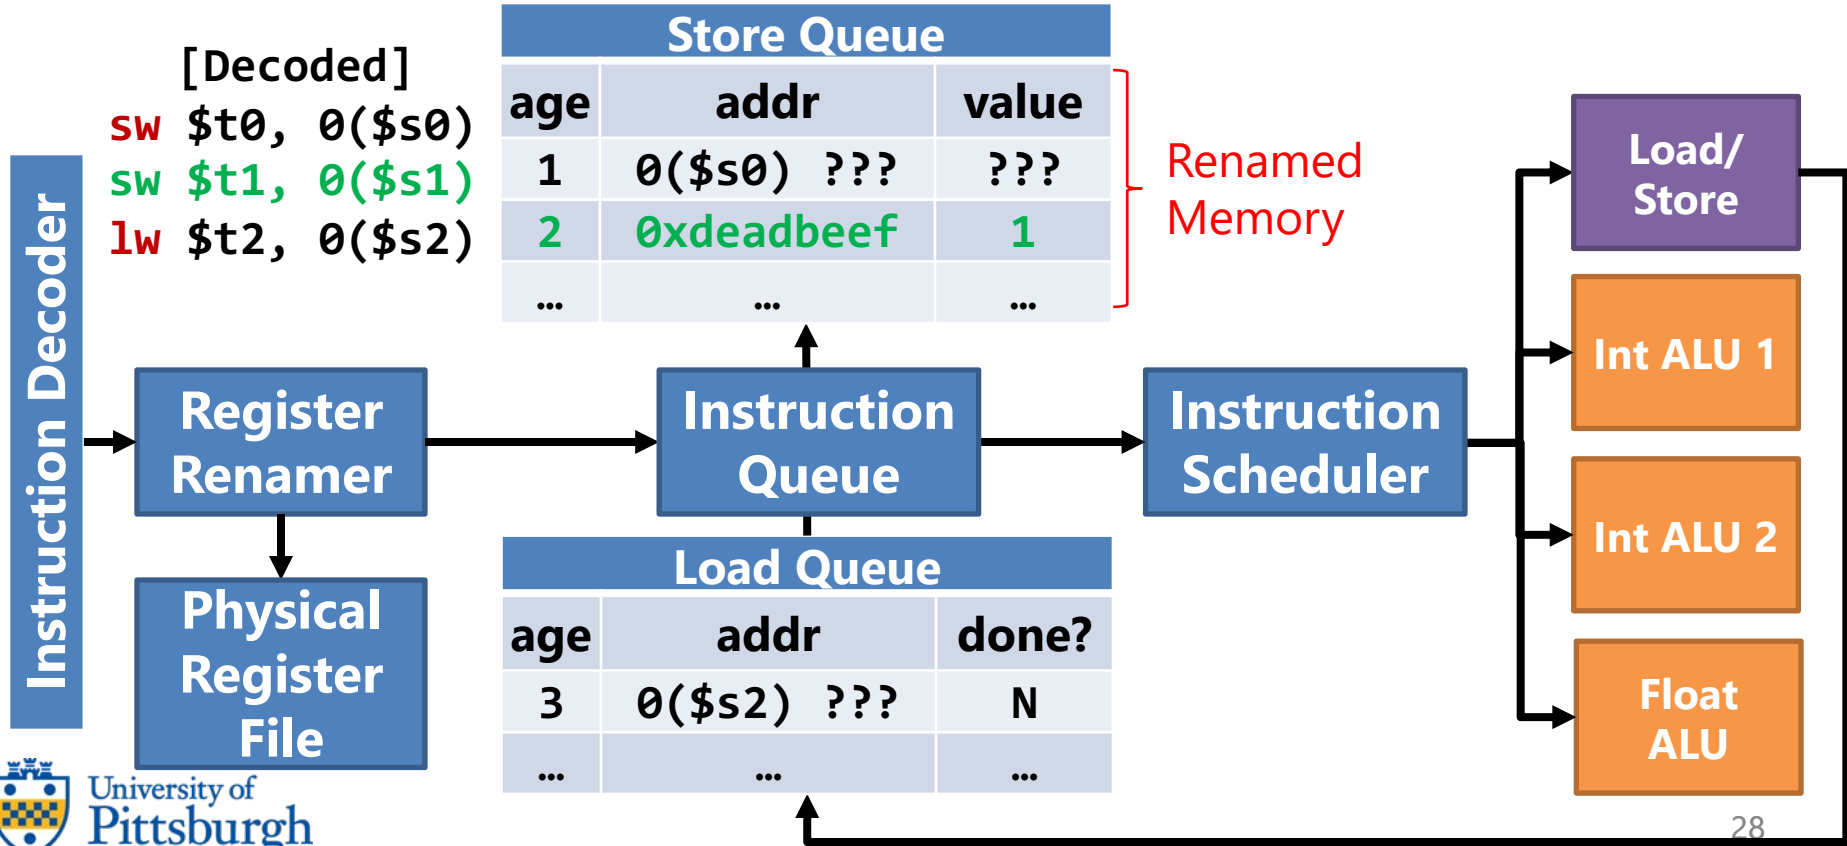 [Decoded]
sw $t0, 0($s0)
sw $t1, 0($s1)
lw $t2, 0($s2)
Store Queue
age addr value
1 0($s0) ??? ???
2 0xdeadbeef 1
… … …
Renamed
Memory
Instruction Decoder
Register
Renamer
Physical
Register
File
Instruction
Queue
Instruction
Scheduler
Load Queue
age addr done?
3 0($s2) ??? N
… … …
Load/
Store
Int ALU 1
Int ALU 2
Float
ALU
University of
Pittsburgh
28